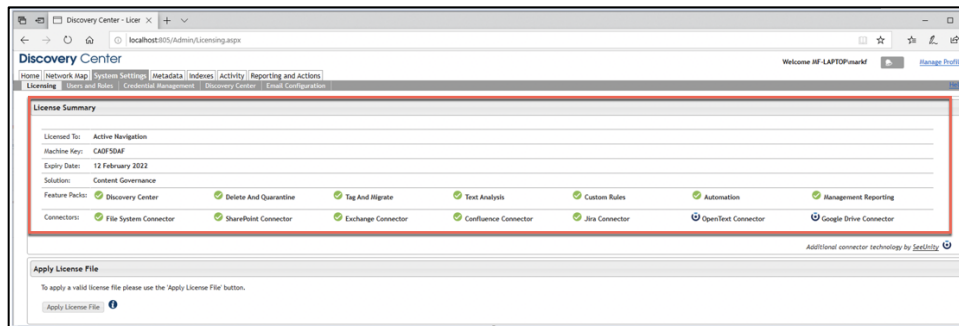 Discovery Center - Licer
localhost:805/Admin/Licensing.aspx
Discovery Center
Welcome MF-LAPTOP\markf
Manage Profil
Home Network Map System Settings Metadata Indexes Activity Reporting and Actions
Licensing Users and Roles Credential Management Discovery Center Email Configuration
License Summary
Licensed To: Active Navigation
Machine Key: CA0F5DAF
Expiry Date: 12 February 2022
Solution: Content Governance
Feature Packs: Discovery Center Delete And Quarantine Tag And Migrate Text Analysis Custom Rules Automation Management Reporting
Connectors: File System Connector SharePoint Connector Exchange Connector Confluence Connector Jira Connector OpenText Connector Google Drive Connector
Additional connector technology by SeeUnity
Apply License File
To apply a valid license file please use the 'Apply License File' button.
Apply License File